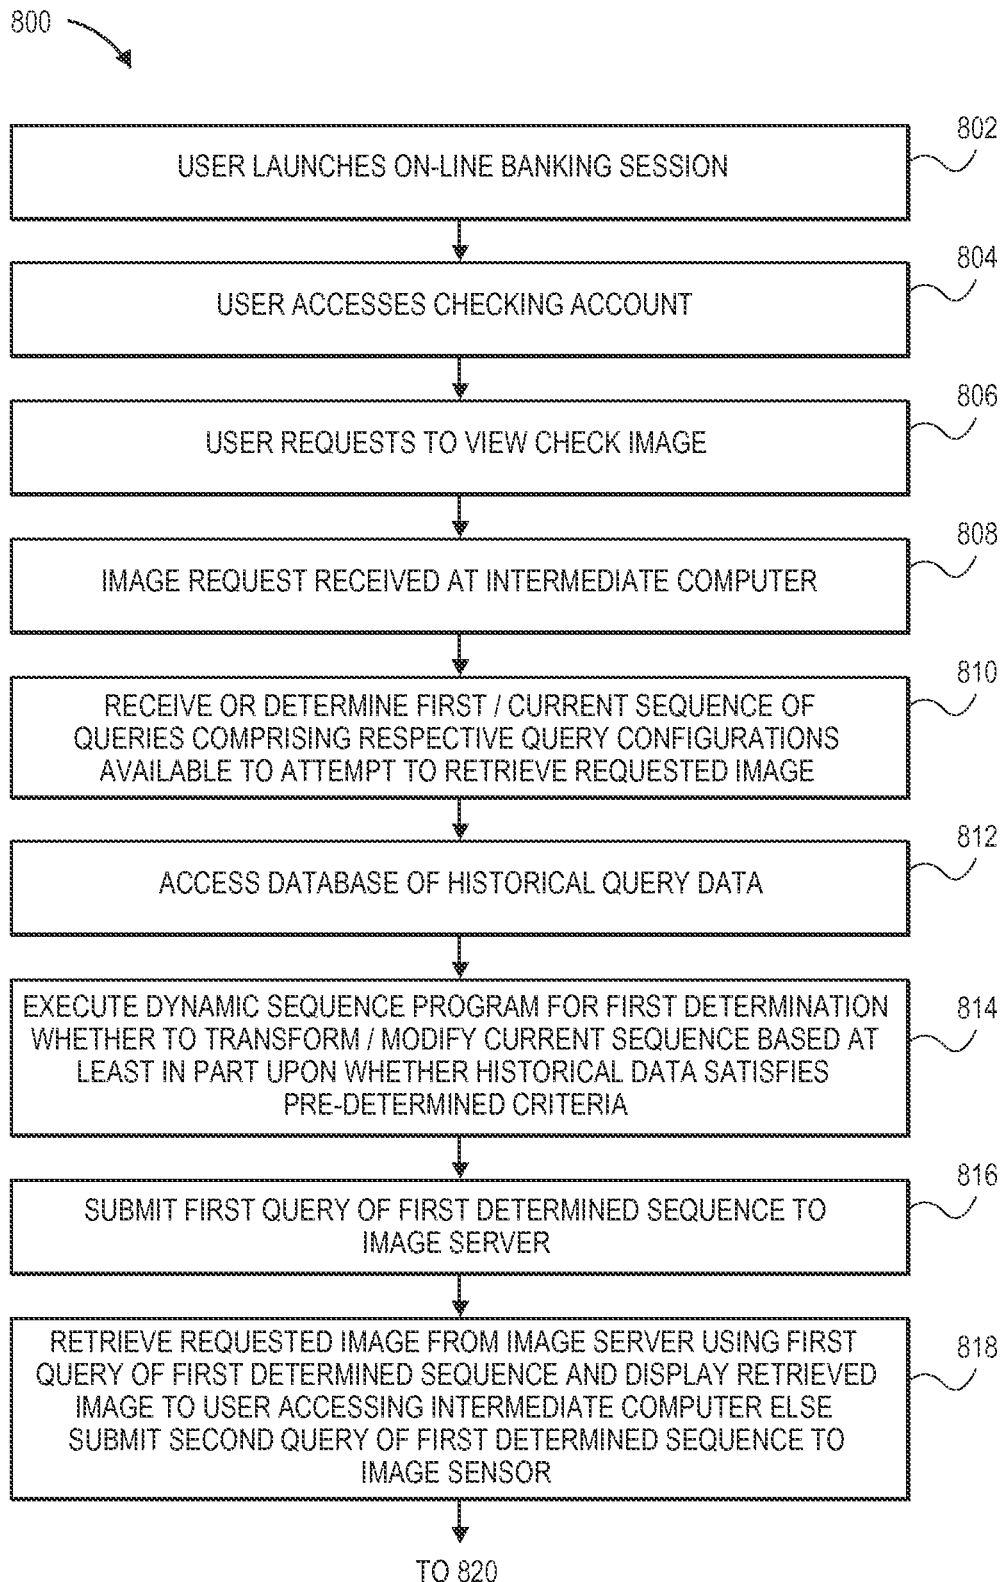 800
802
USER LAUNCHES ON-LINE BANKING SESSION
804
USER ACCESSES CHECKING ACCOUNT
806
USER REQUESTS TO VIEW CHECK IMAGE
808
IMAGE REQUEST RECEIVED AT INTERMEDIATE COMPUTER
810
RECEIVE OR DETERMINE FIRST / CURRENT SEQUENCE OF
QUERIES COMPRISING RESPECTIVE QUERY CONFIGURATIONS
AVAILABLE TO ATTEMPT TO RETRIEVE REQUESTED IMAGE
812
ACCESS DATABASE OF HISTORICAL QUERY DATA
814
EXECUTE DYNAMIC SEQUENCE PROGRAM FOR FIRST DETERMINATION
WHETHER TO TRANSFORM / MODIFY CURRENT SEQUENCE BASED AT
LEAST IN PART UPON WHETHER HISTORICAL DATA SATISFIES
PRE-DETERMINED CRITERIA
816
SUBMIT FIRST QUERY OF FIRST DETERMINED SEQUENCE TO
IMAGE SERVER
818
RETRIEVE REQUESTED IMAGE FROM IMAGE SERVER USING FIRST
QUERY OF FIRST DETERMINED SEQUENCE AND DISPLAY RETRIEVED
IMAGE TO USER ACCESSING INTERMEDIATE COMPUTER ELSE
SUBMIT SECOND QUERY OF FIRST DETERMINED SEQUENCE TO
IMAGE SENSOR
TO 820